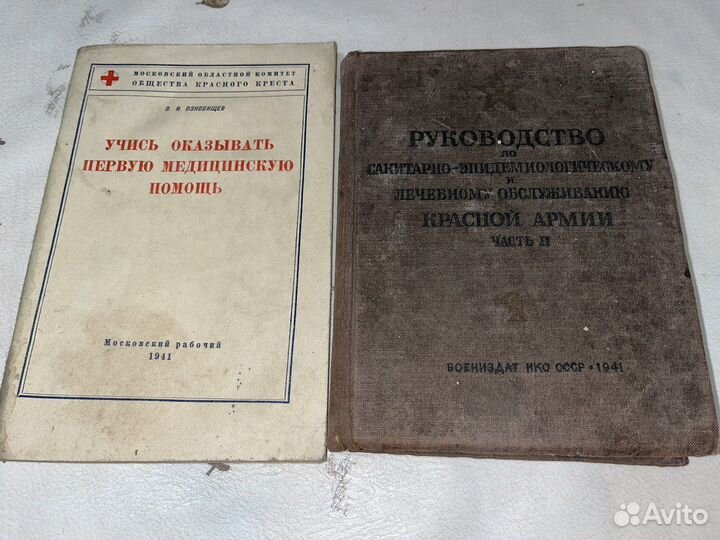 МОСКОВСКИЙ ОБЛАСТНОЙ КОМИТЕТ
ОБЩЕСТВА КРАСНОГО КРЕСТА
В. И. ОЗНОБИЩЕВ
УЧИСЬ ОКАЗЫВАТЬ
ПЕРВУЮ МЕДИЦИНСКУЮ
ПОМОЩЬ
Московский рабочий
1941
РУКОВОДСТВО
ПО
САНИТАРНО-ЭПИДЕМИОЛОГИЧЕСКОМУ
И
ЛЕЧЕБНОМУ ОБСЛУЖИВАНИЮ
КРАСНОЙ АРМИИ
ЧАСТЬ II
ВОЕНИЗДАТ НКО СССР • 1941
Avito